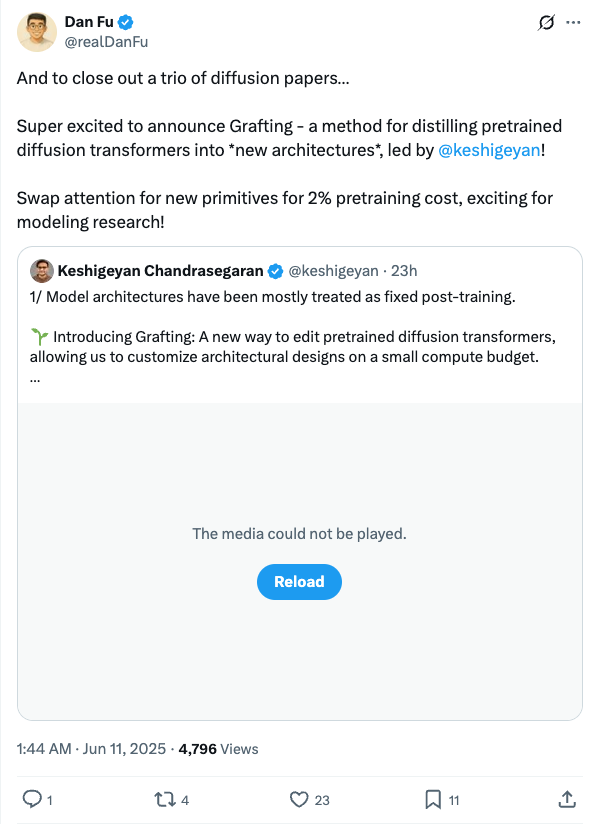 Dan Fu
@realDanFu
And to close out a trio of diffusion papers...
Super excited to announce Grafting - a method for distilling pretrained
diffusion transformers into *new architectures*, led by @keshigeyan!
Swap attention for new primitives for 2% pretraining cost, exciting for
modeling research!
Keshigeyan Chandrasegaran @keshigeyan · 23h
1/ Model architectures have been mostly treated as fixed post-training.
🌱 Introducing Grafting: A new way to edit pretrained diffusion transformers,
allowing us to customize architectural designs on a small compute budget.
...
The media could not be played.
Reload
1:44 AM · Jun 11, 2025 · 4,796 Views
1 4 23 11